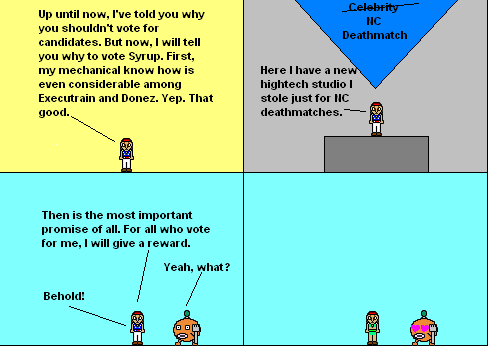 Up until now, I've told you why
you shouldn't vote for
candidates. But now, I will tell
you why to vote Syrup. First,
my mechanical know how is
even considerable among
Executrain and Donez. Yep. That
good.
Celebrity
NC
Deathmatch
Here I have a new
hightech studio I
stole just for NC
deathmatches.
Then is the most important
promise of all. For all who vote
for me, I will give a reward.
Yeah, what?
Behold!